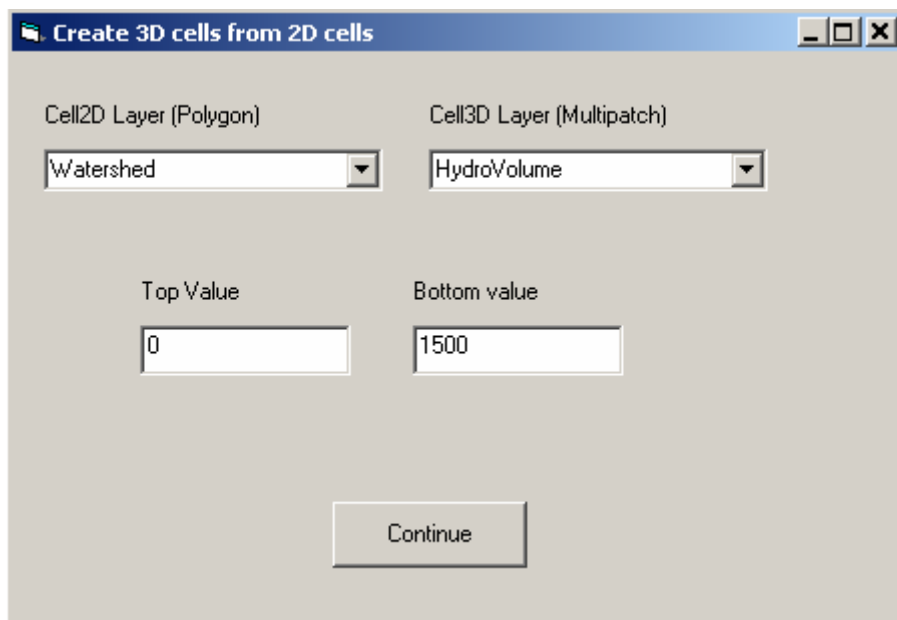 Create 3D cells from 2D cells
Cell2D Layer (Polygon) Cell3D Layer (Multipatch)
Watershed HydroVolume
Top Value Bottom value
0 1500
Continue